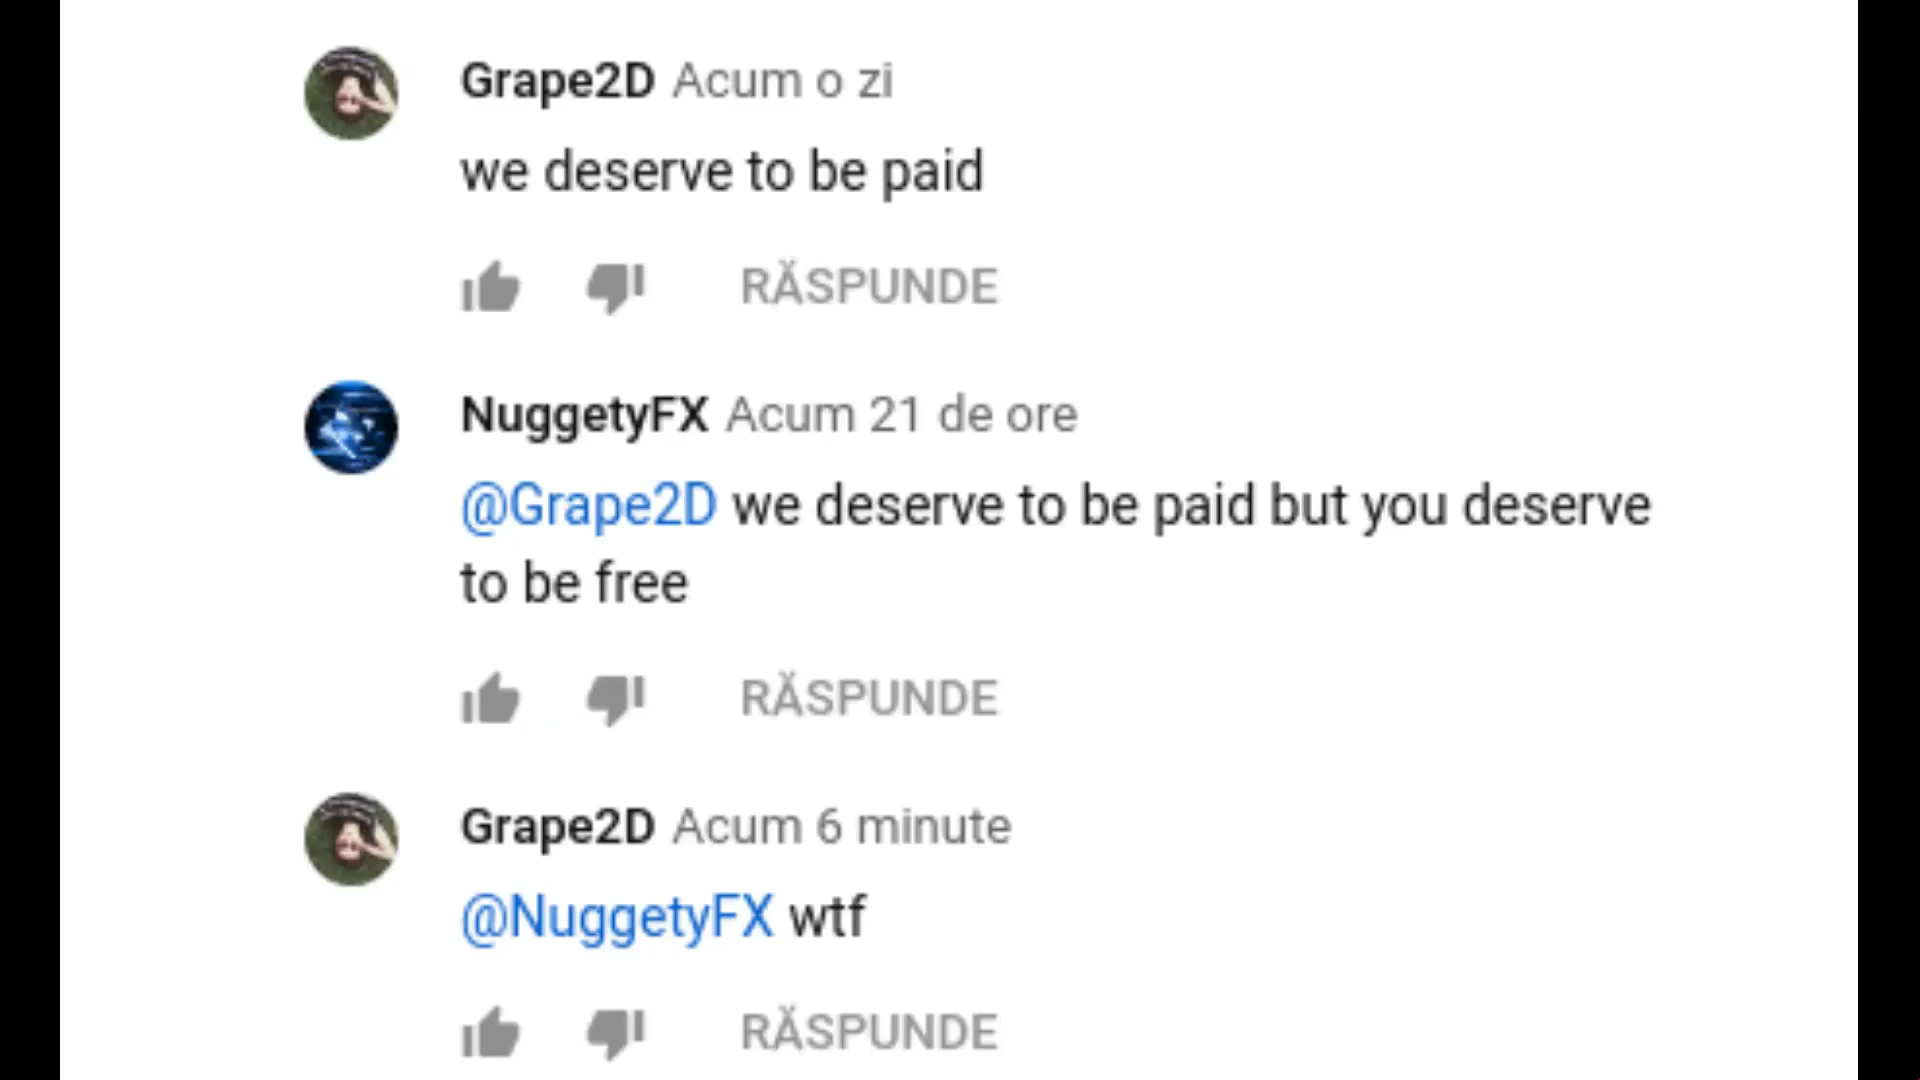 Grape2D Acum o zi
we deserve to be paid
RĂSPUNDE
NuggetyFX Acum 21 de ore
@Grape2D we deserve to be paid but you deserve
to be free
RĂSPUNDE
Grape2D Acum 6 minute
@NuggetyFX wtf
RĂSPUNDE